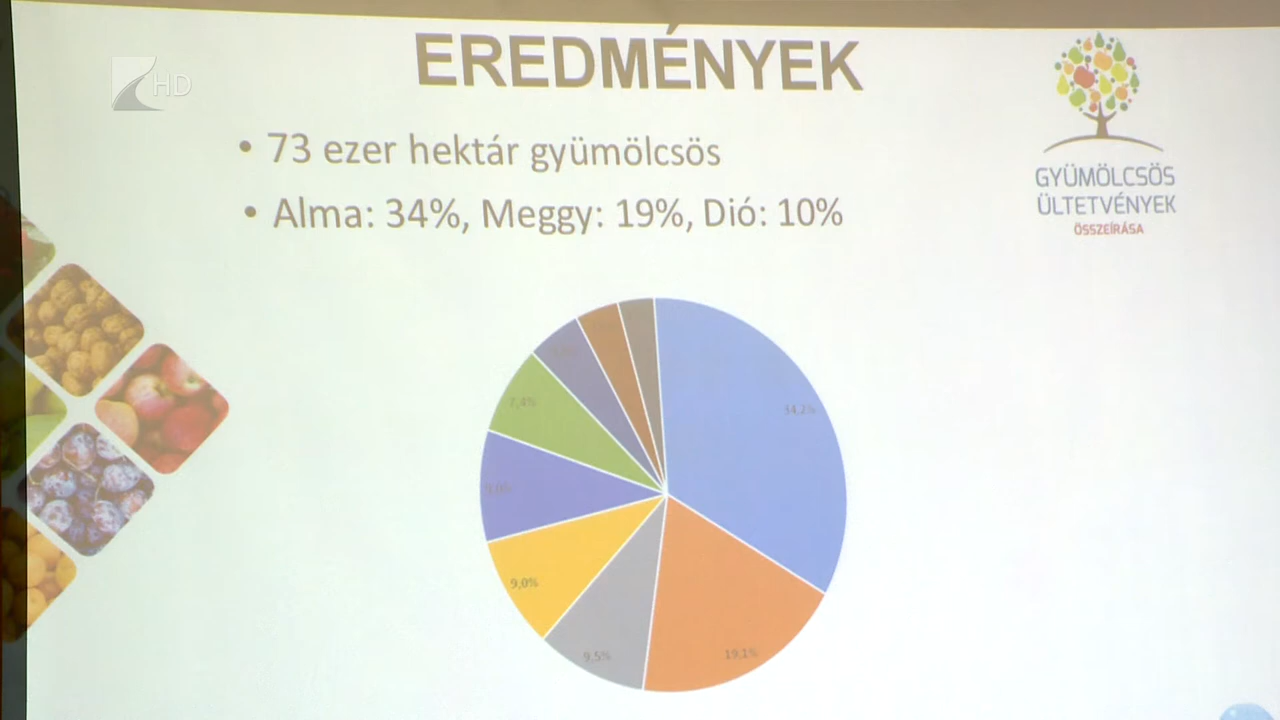 HD
EREDMÉNYEK
• 73 ezer hektár gyümölcsös
• Alma: 34%, Meggy: 19%, Dió: 10%
GYÜMÖLCSÖS
ÜLTETVÉNYEK
ÖSSZEÍRÁSA
34,2%
7,4%
9,0%
9,5%
19,1%